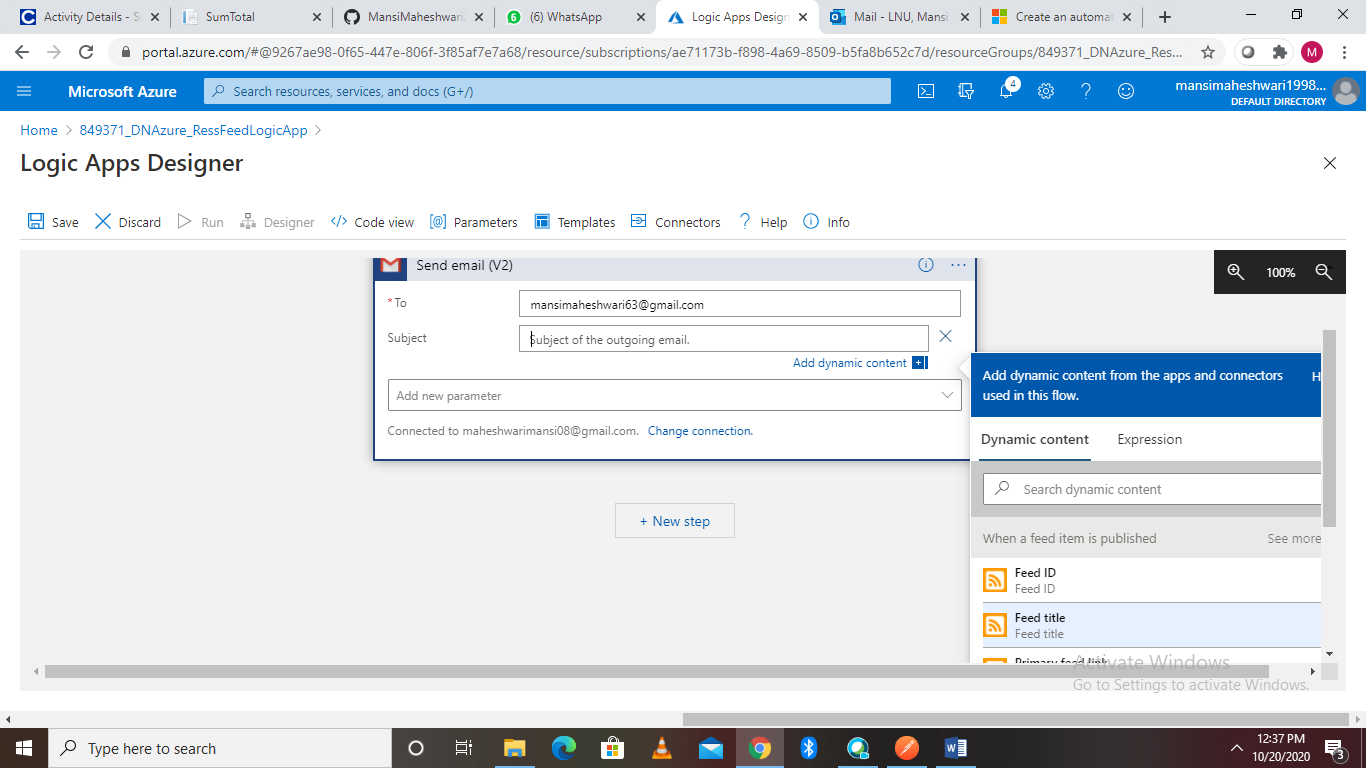 Activity Details - S
SumTotal
MansiMaheshwari
(6) WhatsApp
Logic Apps Design
Mail - LNU, Mansi
Create an automat
portal.azure.com/#@9267ae98-0f65-447e-806f-3f85af7e7a68/resource/subscriptions/ae71173b-f898-4a69-8509-b5fa8b652c7d/resourceGroups/849371_DNAzure_Res...
M
Microsoft Azure
Search resources, services, and docs (G+/)
4
mansimaheshwari1998...
DEFAULT DIRECTORY
Home > 849371_DNAzure_RessFeedLogicApp >
Logic Apps Designer
Save
Discard
Run
Designer
Code view
Parameters
Templates
Connectors
Help
Info
Send email (V2)
100%
* To
mansimaheshwari63@gmail.com
Subject
Subject of the outgoing email.
Add dynamic content
Add new parameter
Connected to maheshwarimansi08@gmail.com. Change connection.
+ New step
Add dynamic content from the apps and connectors
used in this flow.
H
Dynamic content
Expression
Search dynamic content
When a feed item is published
See more
Feed ID
Feed ID
Feed title
Feed title
Primary feed link
Activate Windows
Go to Settings to activate Windows.
Type here to search
12:37 PM
10/20/2020
3